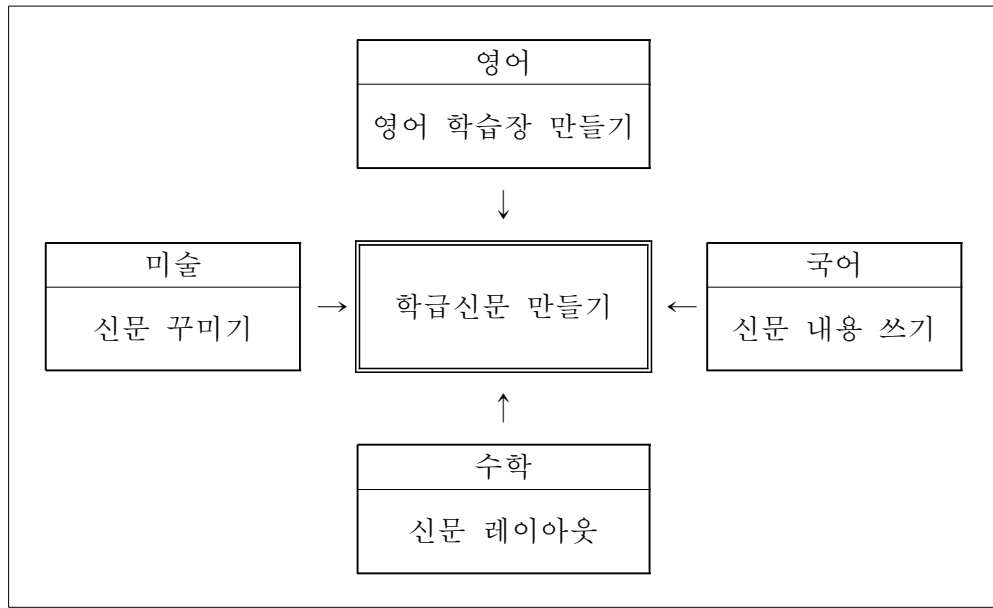 영어
영어 학습장 만들기
↓
미술
신문 꾸미기
→
학급신문 만들기
←
국어
신문 내용 쓰기
↑
수학
신문 레이아웃